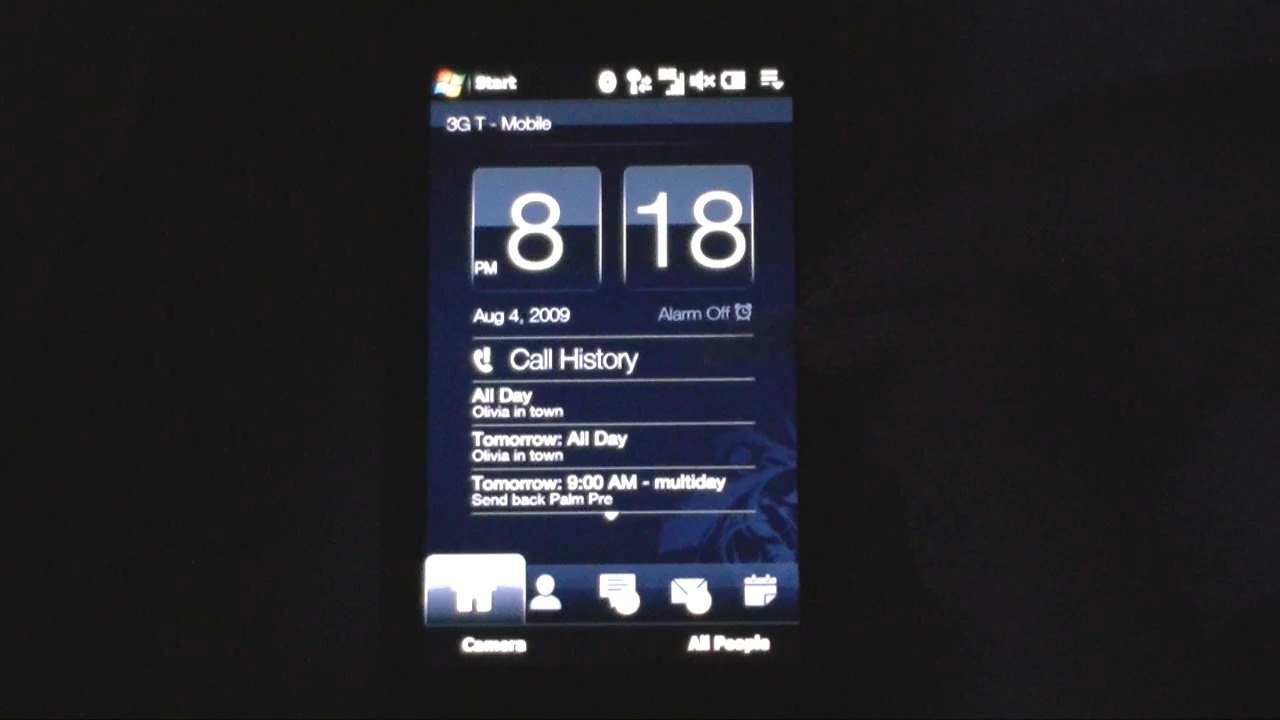 Start
3G T - Mobile
8 18
PM
Aug 4, 2009 Alarm Off
Call History
All Day
Olivia in town
Tomorrow: All Day
Olivia in town
Tomorrow: 9:00 AM - multiday
Send back Palm Pre
Camera All People